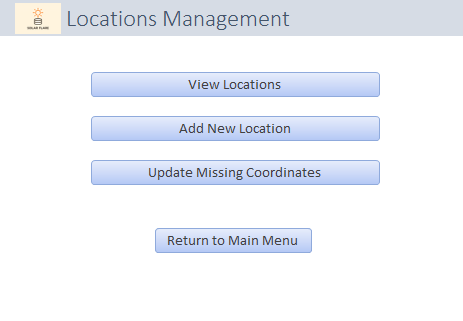 SOLAR FLARE
Locations Management
View Locations
Add New Location
Update Missing Coordinates
Return to Main Menu